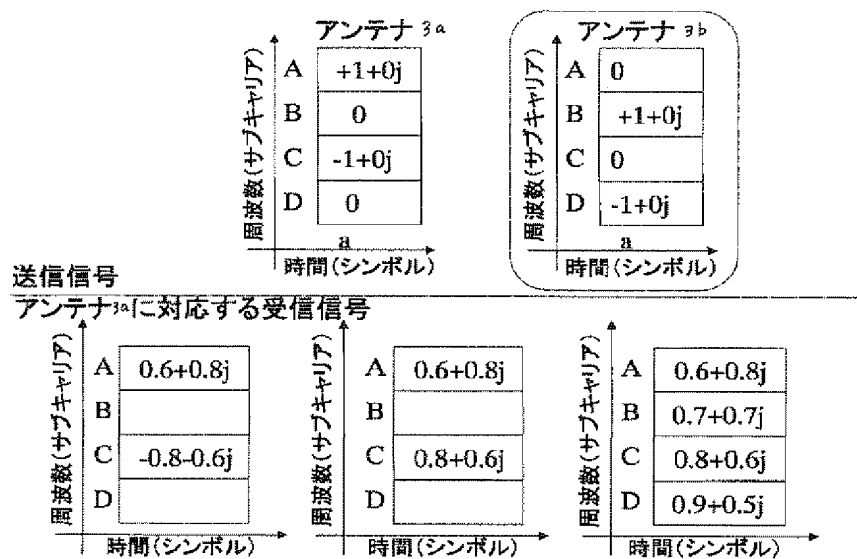 アンテナ 3a
周波数(サブキャリア)
A
+1+0j
B
0
C
-1+0j
D
0
a
時間(シンボル)
アンテナ 3b
周波数(サブキャリア)
A
0
B
+1+0j
C
0
D
-1+0j
a
時間(シンボル)
送信信号
アンテナ3aに対応する受信信号
周波数(サブキャリア)
A
0.6+0.8j
B
C
-0.8-0.6j
D
時間(シンボル)
周波数(サブキャリア)
A
0.6+0.8j
B
C
0.8+0.6j
D
時間(シンボル)
周波数(サブキャリア)
A
0.6+0.8j
B
0.7+0.7j
C
0.8+0.6j
D
0.9+0.5j
時間(シンボル)